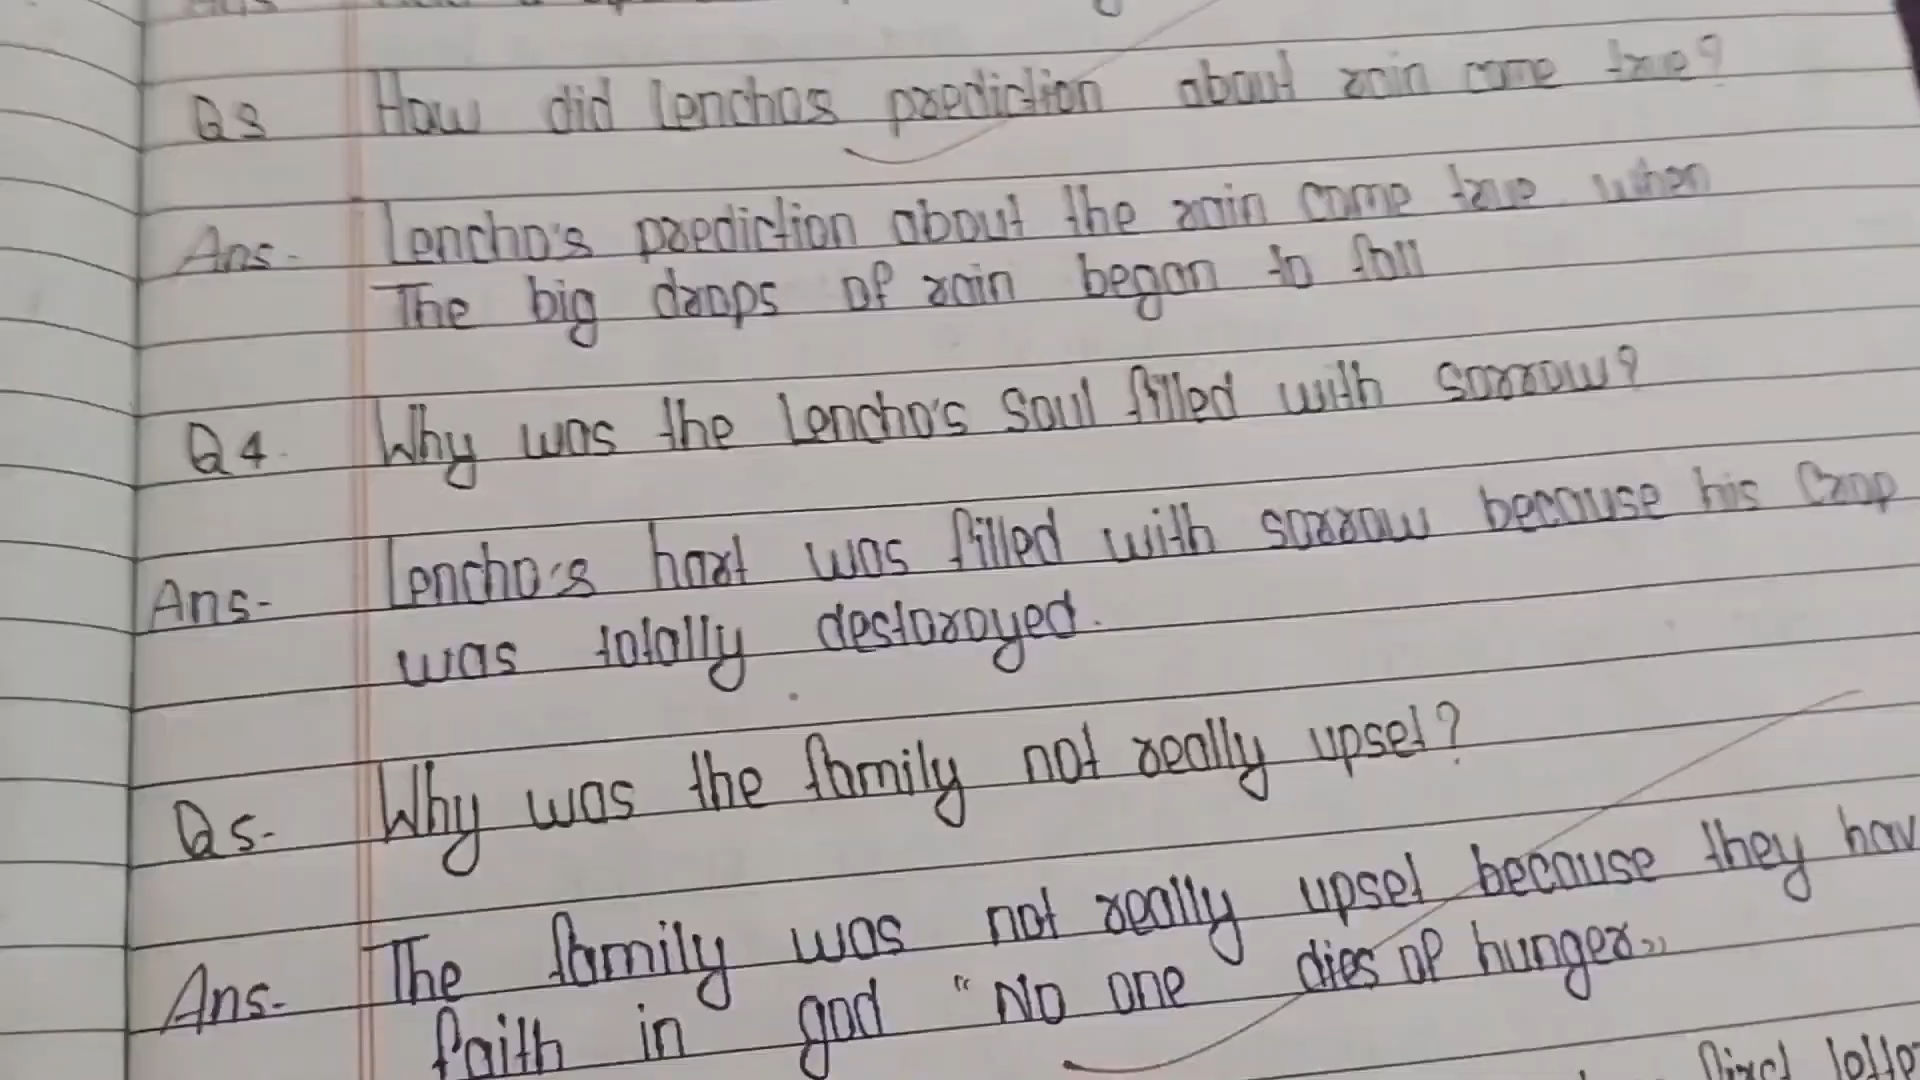 Ans
Q3 How did Lenchos prediction about rain come true?
Ans- Lencho's prediction about the rain come true when
The big drops of rain began to fall
Q4. Why was the Lencho's Soul filled with sorrow?
Ans- Lencho's hart was filled with sorrow because his Crop
was totally destoroyed.
Q5- Why was the family not really upset?
Ans- The family was not really upset because they hav
faith in god "No one dies of hunger."